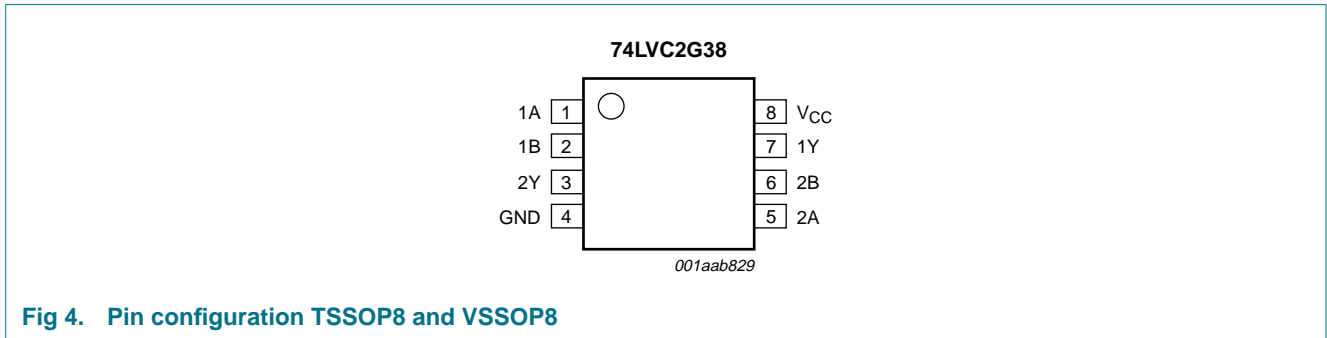 74LVC2G38
1A 1 8 VCC
1B 2 7 1Y
2Y 3 6 2B
GND 4 5 2A
001aab829
Fig 4. Pin configuration TSSOP8 and VSSOP8